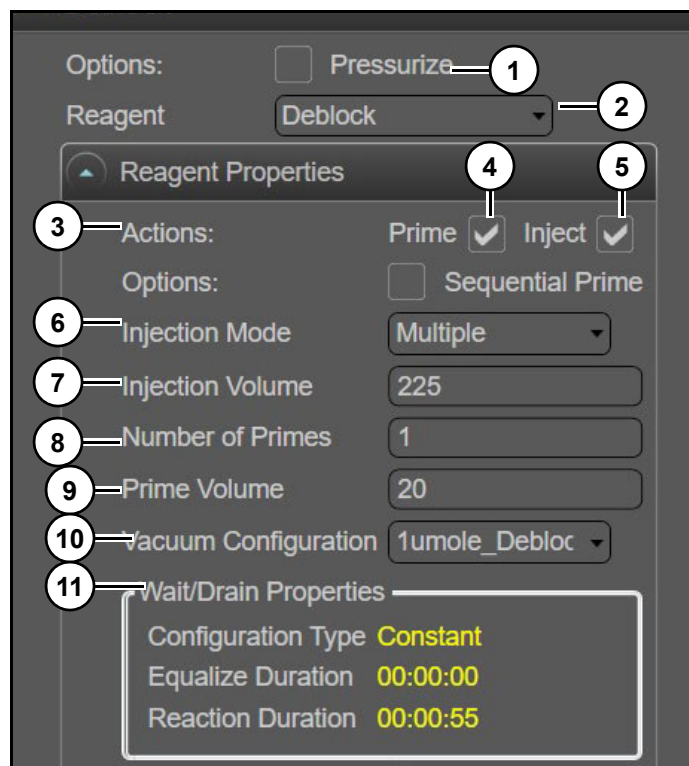 Options: Pressurize 1
Reagent Deblock 2
Reagent Properties 4 5
3 Actions: Prime Inject
Options: Sequential Prime
6 Injection Mode Multiple
7 Injection Volume 225
8 Number of Primes 1
9 Prime Volume 20
10 Vacuum Configuration 1umole_Debloc
11 Wait/Drain Properties
Configuration Type Constant
Equalize Duration 00:00:00
Reaction Duration 00:00:55